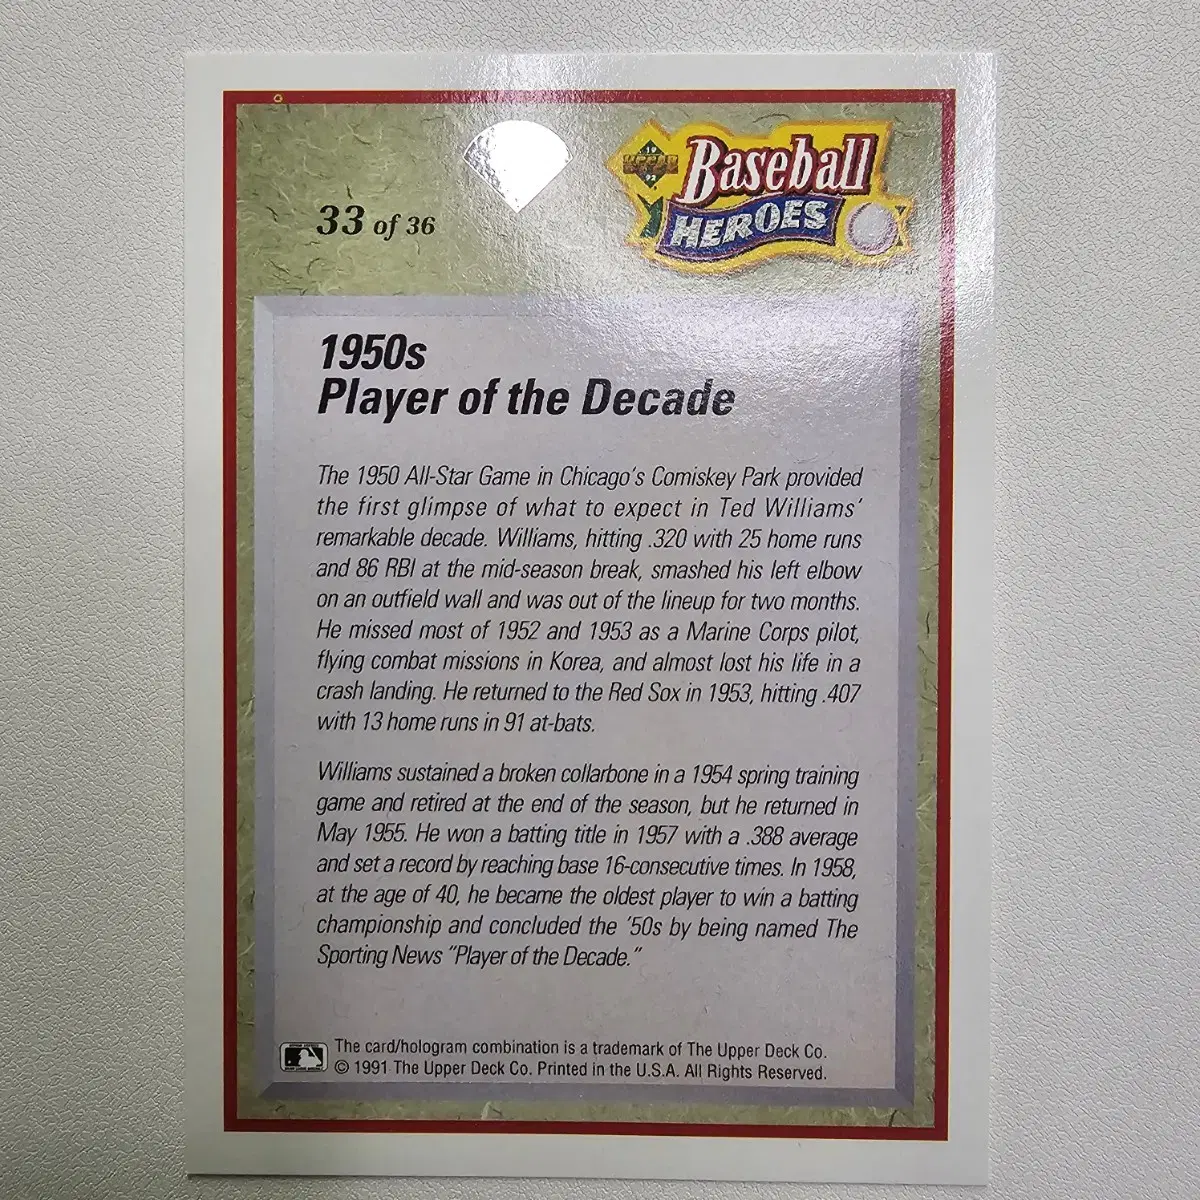 19 92
UPPER DECK
Baseball
HEROES
33 of 36
1950s
Player of the Decade
The 1950 All-Star Game in Chicago's Comiskey Park provided
the first glimpse of what to expect in Ted Williams'
remarkable decade. Williams, hitting .320 with 25 home runs
and 86 RBI at the mid-season break, smashed his left elbow
on an outfield wall and was out of the lineup for two months.
He missed most of 1952 and 1953 as a Marine Corps pilot,
flying combat missions in Korea, and almost lost his life in a
crash landing. He returned to the Red Sox in 1953, hitting .407
with 13 home runs in 91 at-bats.
Williams sustained a broken collarbone in a 1954 spring training
game and retired at the end of the season, but he returned in
May 1955. He won a batting title in 1957 with a .388 average
and set a record by reaching base 16-consecutive times. In 1958,
at the age of 40, he became the oldest player to win a batting
championship and concluded the '50s by being named The
Sporting News "Player of the Decade."
The card/hologram combination is a trademark of The Upper Deck Co.
© 1991 The Upper Deck Co. Printed in the U.S.A. All Rights Reserved.